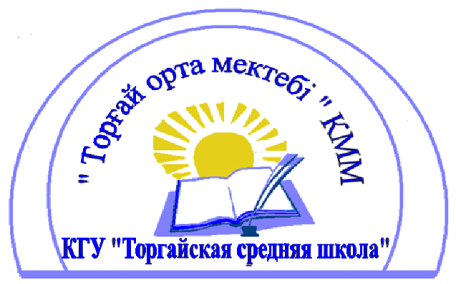 " Торғай орта мектебі " КММ
КГУ "Торгайская средняя школа"